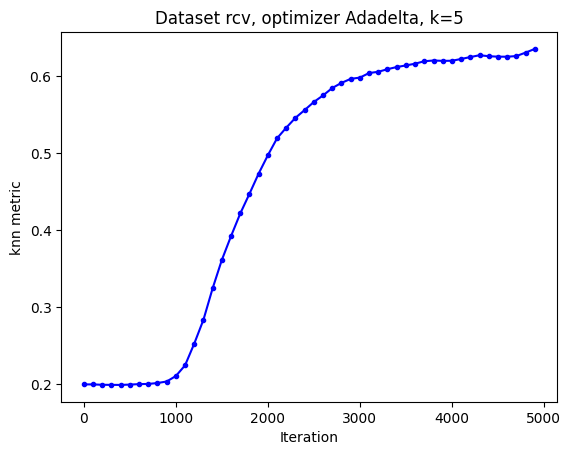 Dataset rcv, optimizer Adadelta, k=5
knn metric
0.6
0.5
0.4
0.3
0.2
0 1000 2000 3000 4000 5000
Iteration